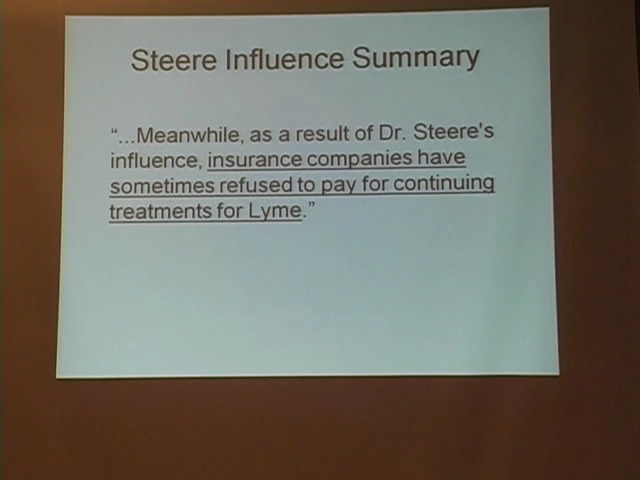 Steere Influence Summary
“...Meanwhile, as a result of Dr. Steere's
influence, insurance companies have
sometimes refused to pay for continuing
treatments for Lyme.”